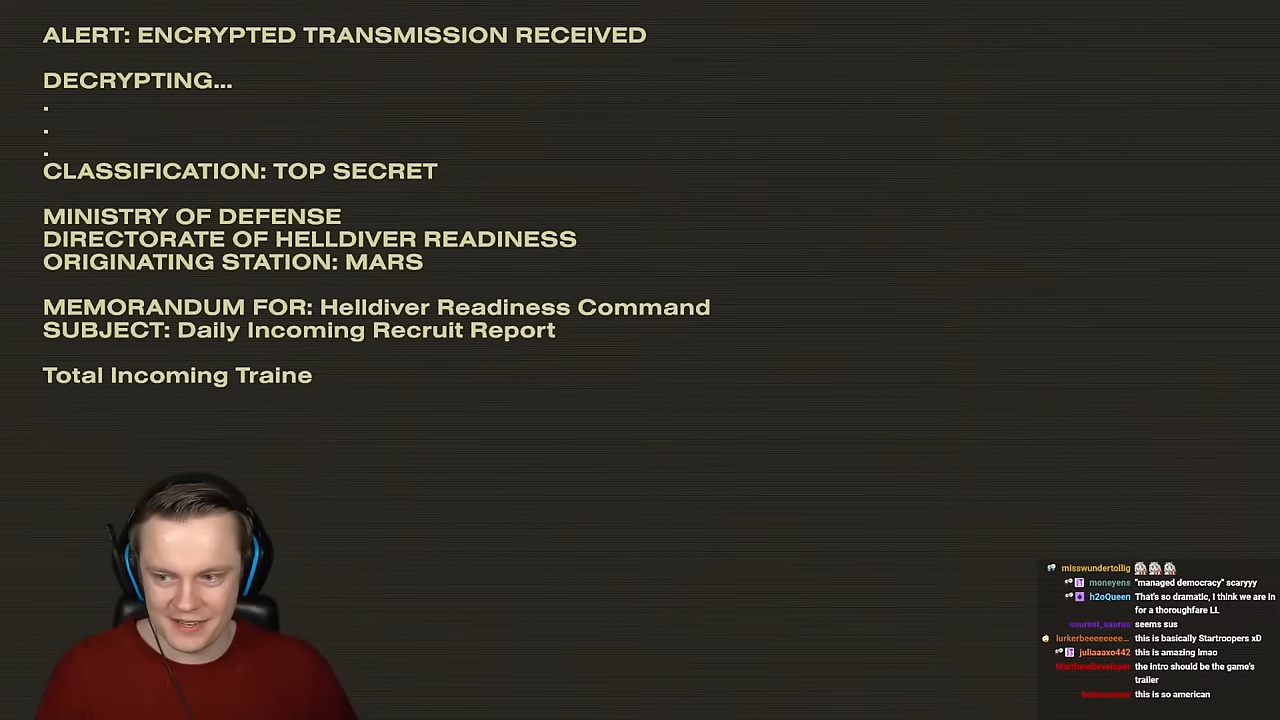 ALERT: ENCRYPTED TRANSMISSION RECEIVED
DECRYPTING...
.
.
.
CLASSIFICATION: TOP SECRET
MINISTRY OF DEFENSE
DIRECTORATE OF HELLDIVER READINESS
ORIGINATING STATION: MARS
MEMORANDUM FOR: Helldiver Readiness Command
SUBJECT: Daily Incoming Recruit Report
Total Incoming Traine
misswundertollig
moneyens "managed democracy" scaryyy
h2oQueen That's so dramatic, I think we are in
for a thoroughfare LL
sourest_saurus seems sus
lurkerbeeeeeeee... this is basically Startroopers xD
juliaaaxo442 this is amazing lmao
MatthewDeveloper the intro should be the game's
trailer
this is so american